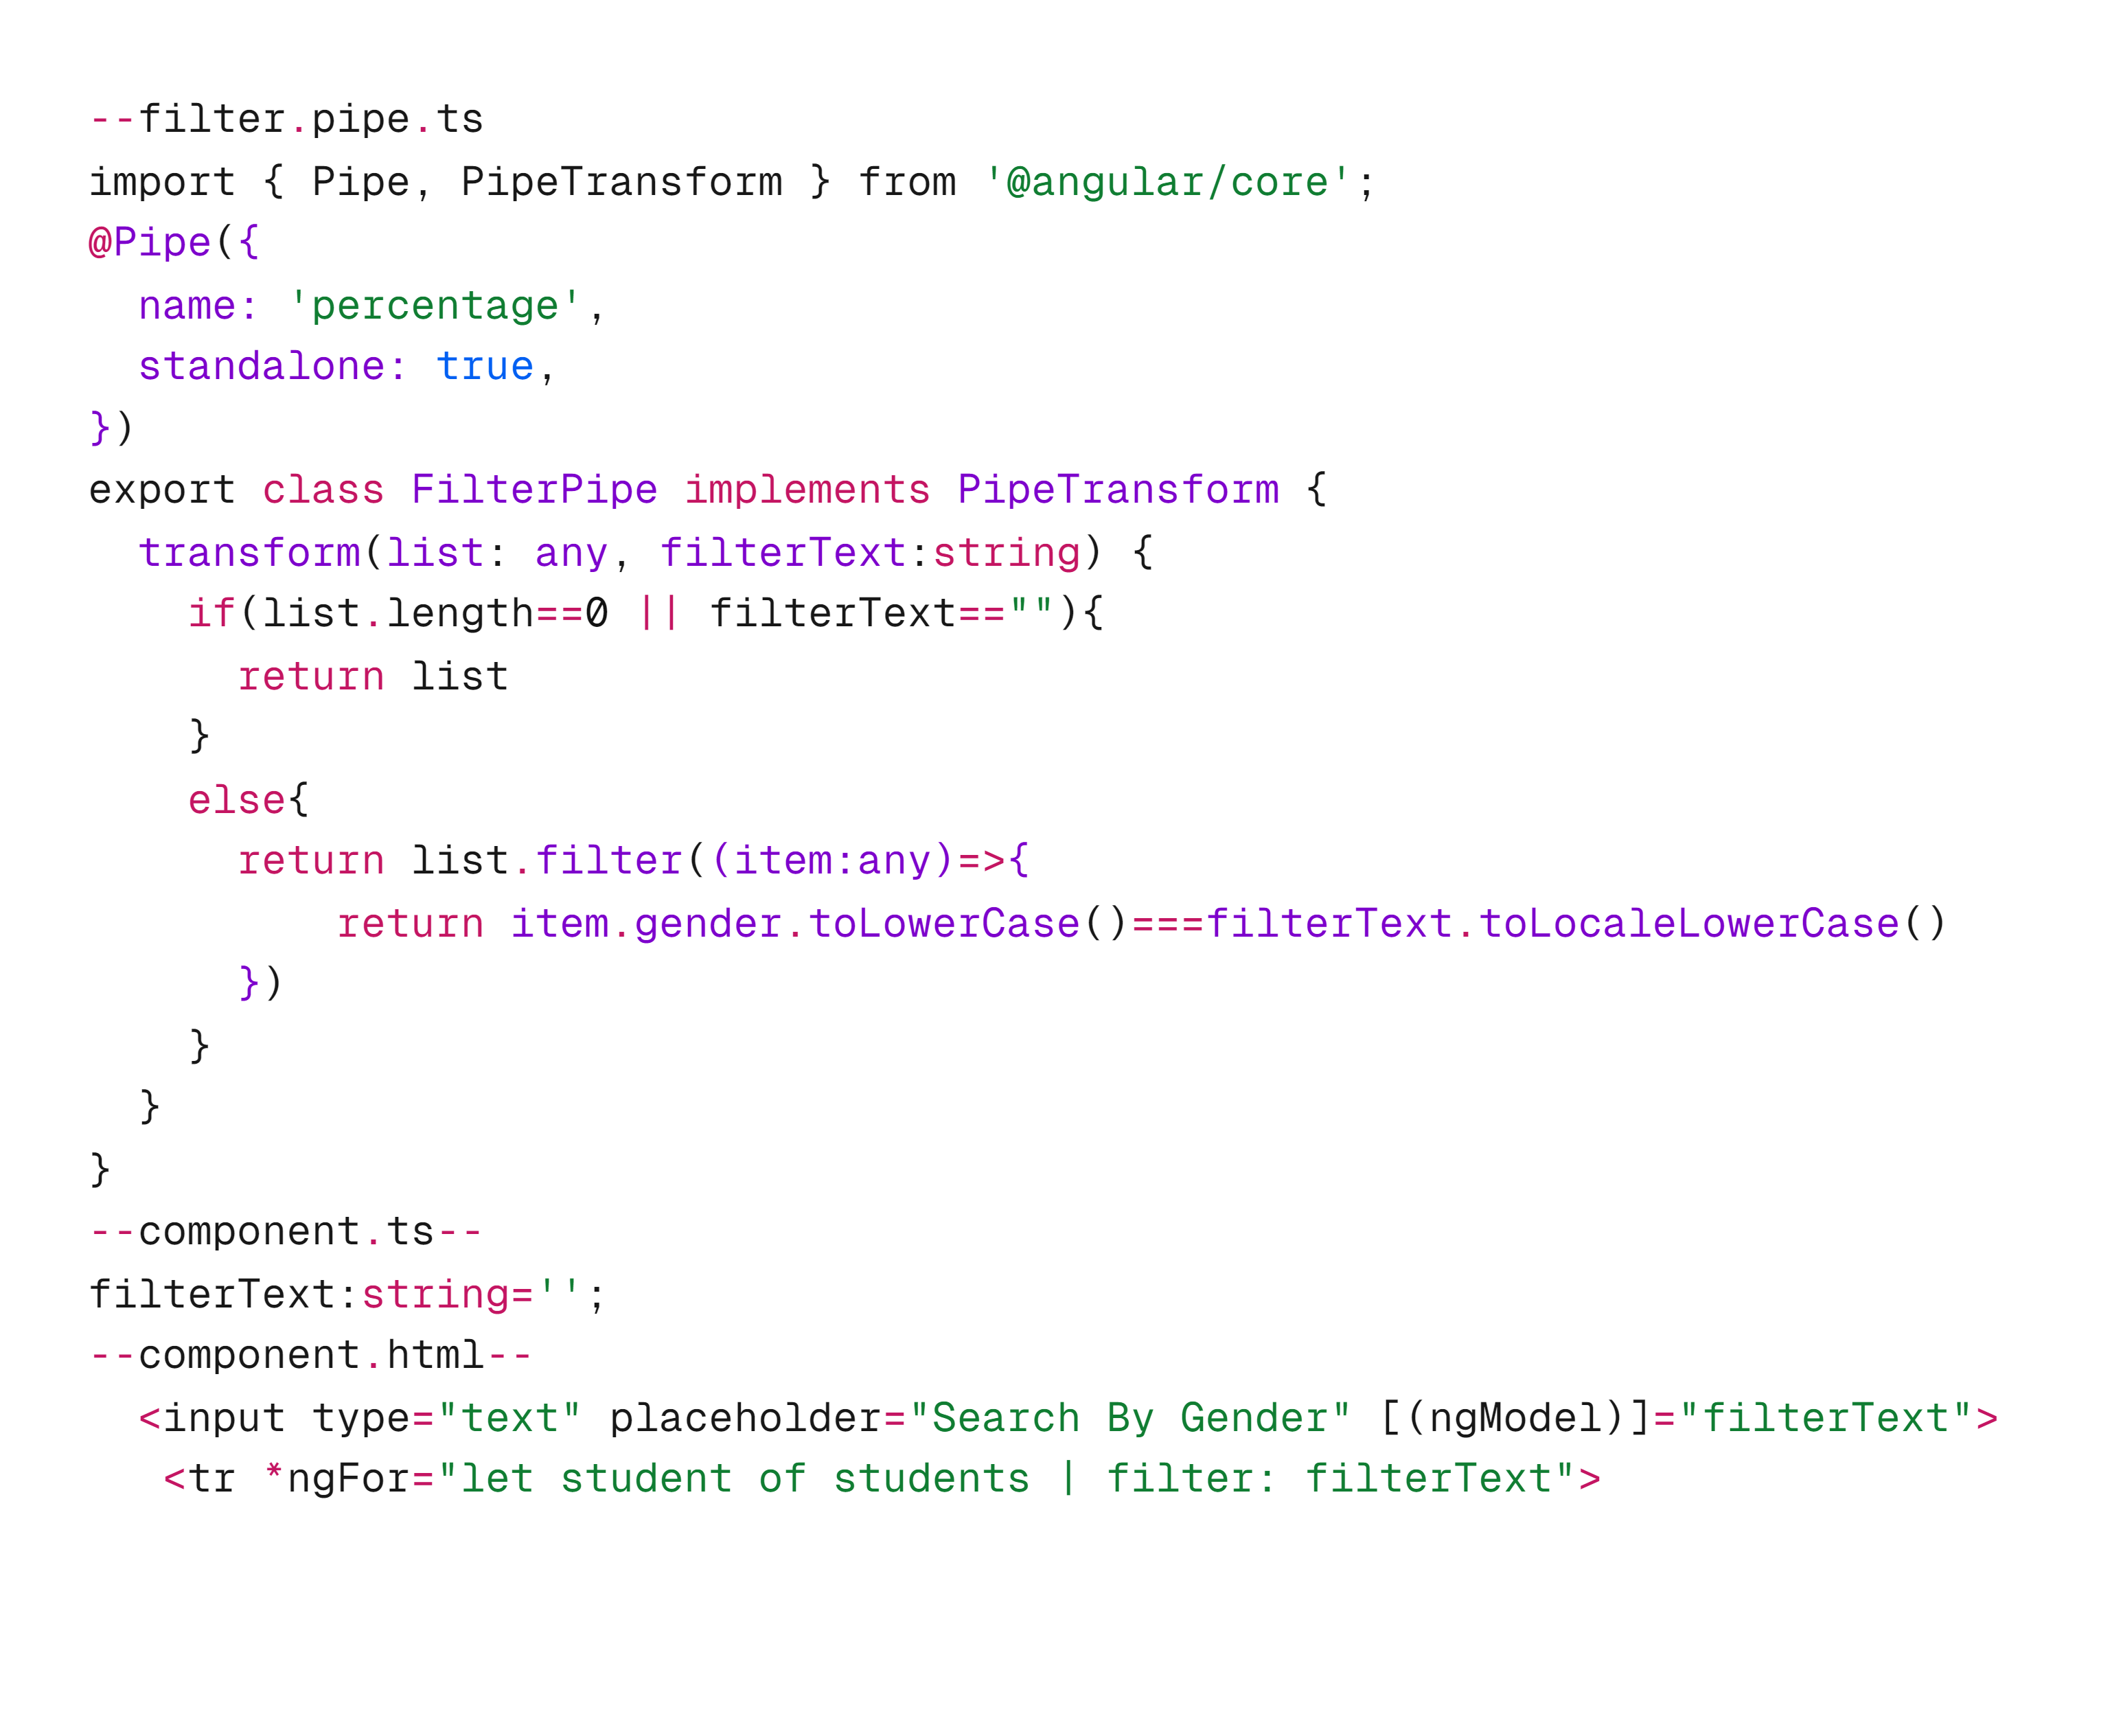 --filter.pipe.ts
import { Pipe, PipeTransform } from '@angular/core';
@Pipe({
  name: 'percentage',
  standalone: true,
})
export class FilterPipe implements PipeTransform {
  transform(list: any, filterText:string) {
    if(list.length==0 || filterText==""){
      return list
    }
    else{
      return list.filter((item:any)=>{
          return item.gender.toLowerCase()===filterText.toLocaleLowerCase()
      })
    }
  }
}
--component.ts--
filterText:string='';
--component.html--
  <input type="text" placeholder="Search By Gender" [(ngModel)]="filterText">
   <tr *ngFor="let student of students | filter: filterText">